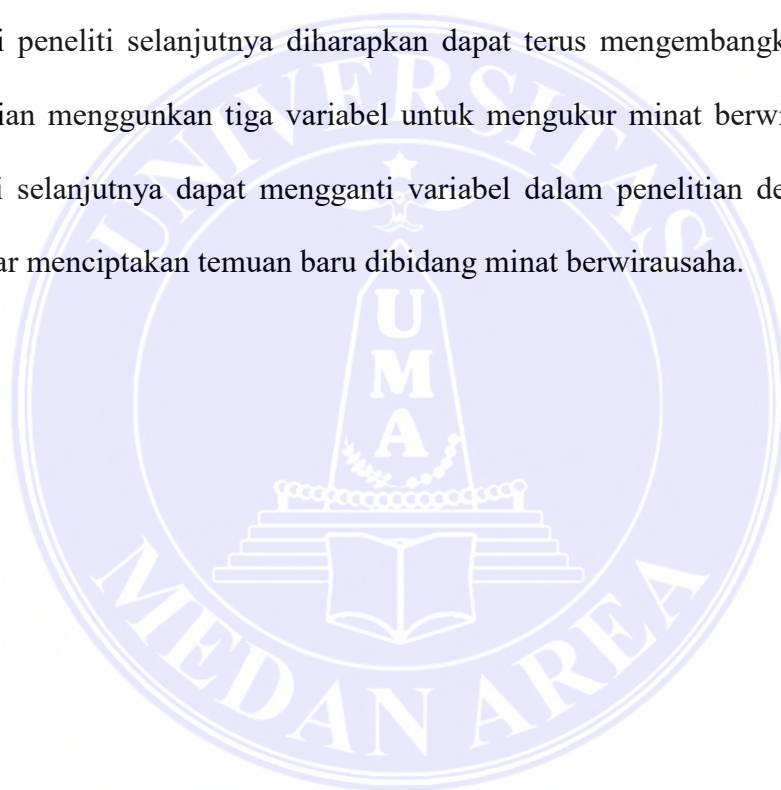 i peneliti selanjutnya diharapkan dapat terus mengembangk
ian menggunkan tiga variabel untuk mengukur minat berwi
i selanjutnya dapat mengganti variabel dalam penelitian de
ar menciptakan temuan baru dibidang minat berwirausaha.
UNIVERSITAS
U
M
A
MEDAN AREA